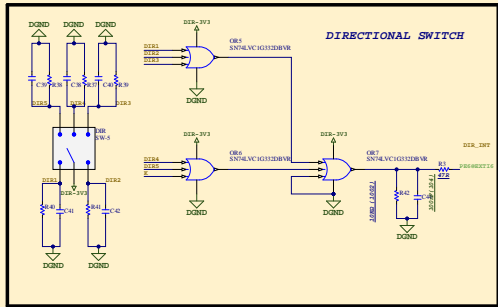 DIRECTIONAL SWITCH
DGND
DGND
DGND
C39
R38
C38
R37
C40
R39
DIR5
DIR4
DIR3
DIR
SW-5
DIR1
DIR-3V3
DIR2
R40
C41
R41
C42
DGND
DGND
DIR-3V3
OR5
SN74LVC1G332DBVR
DIR1
DIR2
DIR3
DGND
DIR-3V3
OR6
SN74LVC1G332DBVR
DIR4
DIR5
K
DGND
DIR-3V3
OR7
SN74LVC1G332DBVR
DGND
R42
DGND
R3
47R
DIR_INT